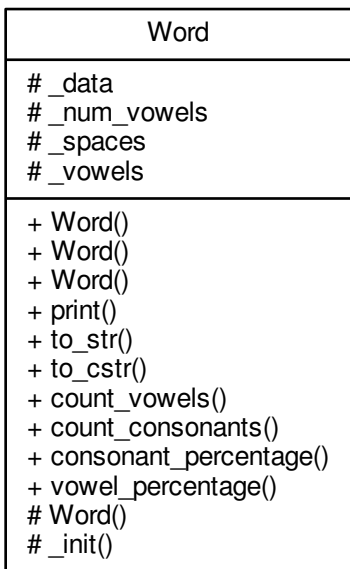 Word
# _data
# _num_vowels
# _spaces
# _vowels
+ Word()
+ Word()
+ Word()
+ print()
+ to_str()
+ to_cstr()
+ count_vowels()
+ count_consonants()
+ consonant_percentage()
+ vowel_percentage()
# Word()
# _init()